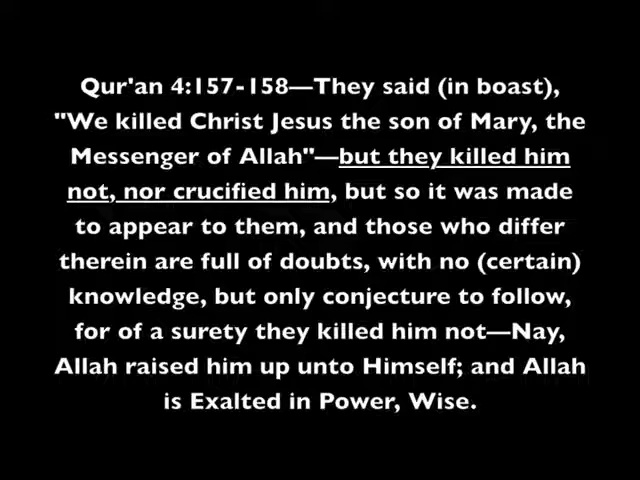 Qur'an 4:157-158—They said (in boast),
"We killed Christ Jesus the son of Mary, the
Messenger of Allah"—but they killed him
not, nor crucified him, but so it was made
to appear to them, and those who differ
therein are full of doubts, with no (certain)
knowledge, but only conjecture to follow,
for of a surety they killed him not—Nay,
Allah raised him up unto Himself; and Allah
is Exalted in Power, Wise.